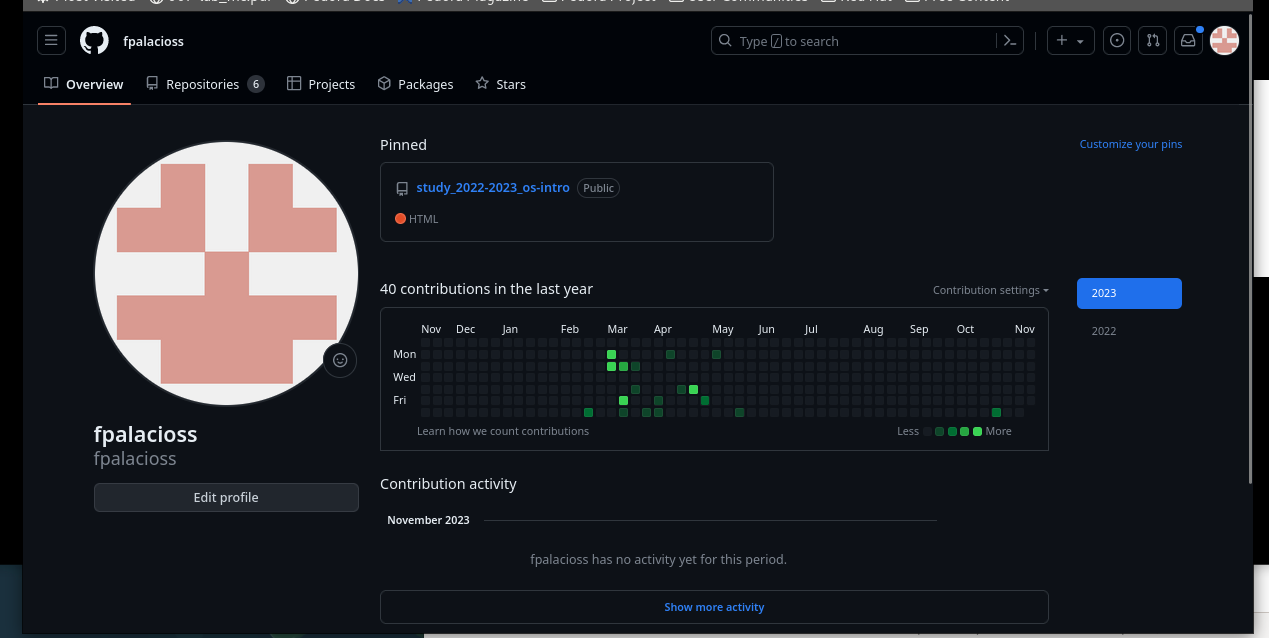 fpalacioss
Type / to search
Overview Repositories 6 Projects Packages Stars
Pinned
Customize your pins
study_2022-2023_os-intro Public
HTML
40 contributions in the last year
Contribution settings
2023
2022
Nov Dec Jan Feb Mar Apr May Jun Jul Aug Sep Oct Nov
Mon
Wed
Fri
Learn how we count contributions
Less More
fpalacioss
fpalacioss
Edit profile
Contribution activity
November 2023
fpalacioss has no activity yet for this period.
Show more activity